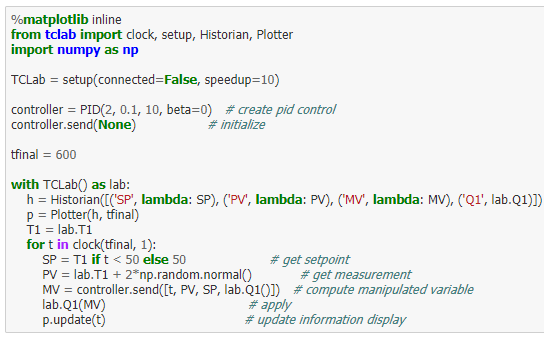 %matplotlib inline
from tclab import clock, setup, Historian, Plotter
import numpy as np

TCLab = setup(connected=False, speedup=10)

controller = PID(2, 0.1, 10, beta=0)   # create pid control
controller.send(None)                  # initialize

tfinal = 600

with TCLab() as lab:
    h = Historian([('SP', lambda: SP), ('PV', lambda: PV), ('MV', lambda: MV), ('Q1', lab.Q1)])
    p = Plotter(h, tfinal)
    T1 = lab.T1
    for t in clock(tfinal, 1):
        SP = T1 if t < 50 else 50                # get setpoint
        PV = lab.T1 + 2*np.random.normal()         # get measurement
        MV = controller.send([t, PV, SP, lab.Q1()])   # compute manipulated variable
        lab.Q1(MV)                               # apply
        p.update(t)                              # update information display